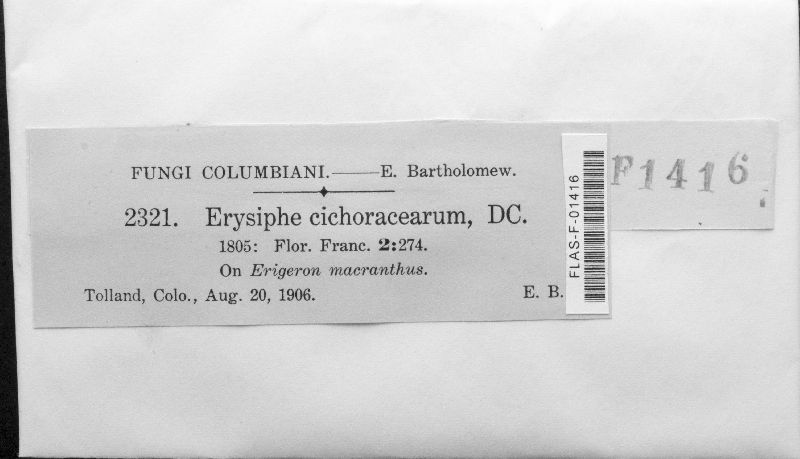 FUNGI COLUMBIANI.——E. Bartholomew.
2321. Erysiphe cichoracearum, DC.
1805: Flor. Franc. 2:274.
On Erigeron macranthus.
Tolland, Colo., Aug. 20, 1906. E. B.
FLAS-F-01416
F1416